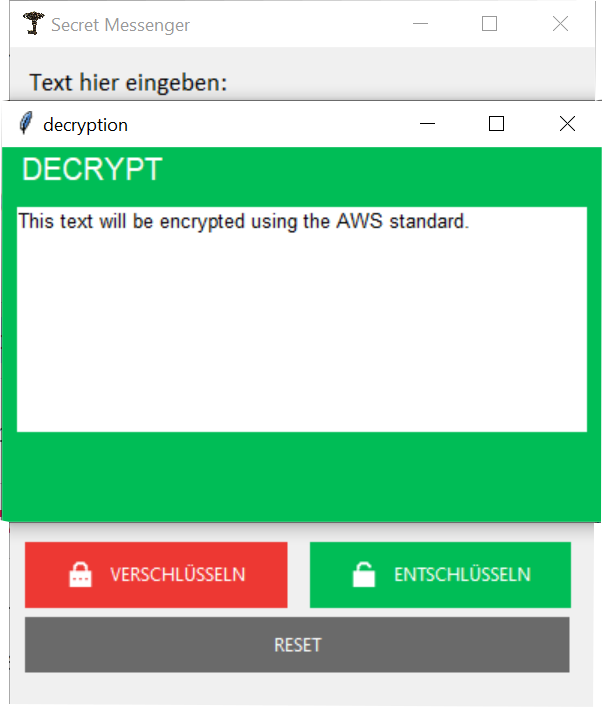 Secret Messenger
Text hier eingeben:
decryption
DECRYPT
This text will be encrypted using the AWS standard.
VERSCHLÜSSELN
ENTSCHLÜSSELN
RESET